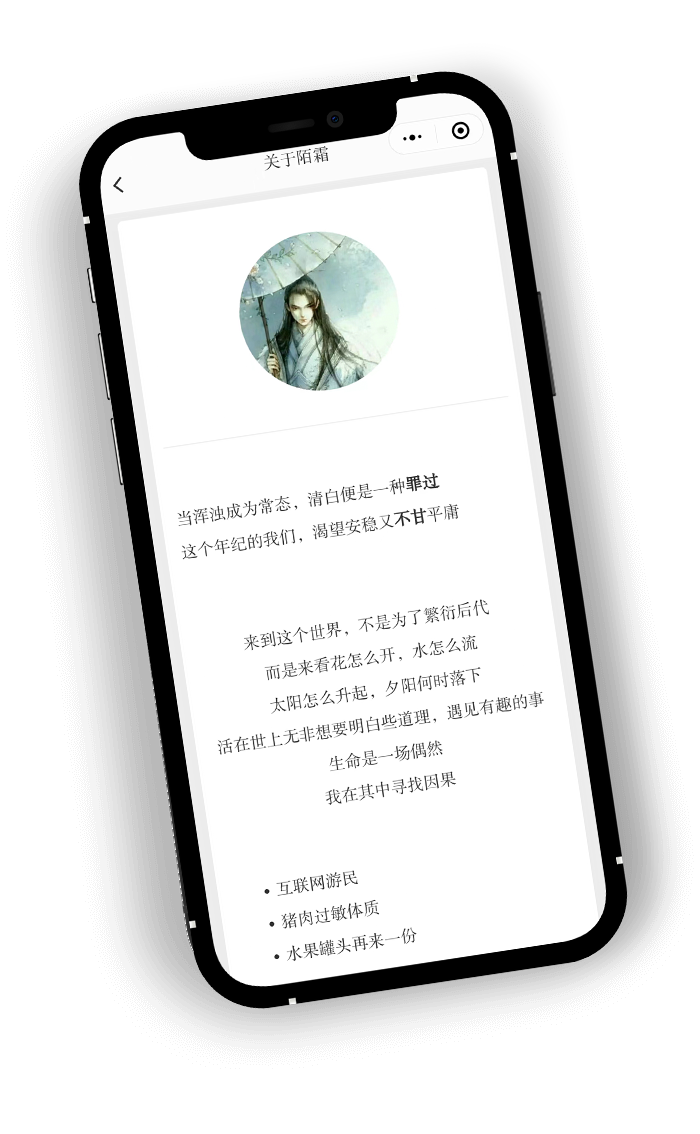 关于陌霜
当浑浊成为常态，清白便是一种罪过
这个年纪的我们，渴望安稳又不甘平庸
来到这个世界，不是为了繁衍后代
而是来看花怎么开，水怎么流
太阳怎么升起，夕阳何时落下
活在世上无非想要明白些道理，遇见有趣的事
生命是一场偶然
我在其中寻找因果
• 互联网游民
• 猪肉过敏体质
• 水果罐头再来一份